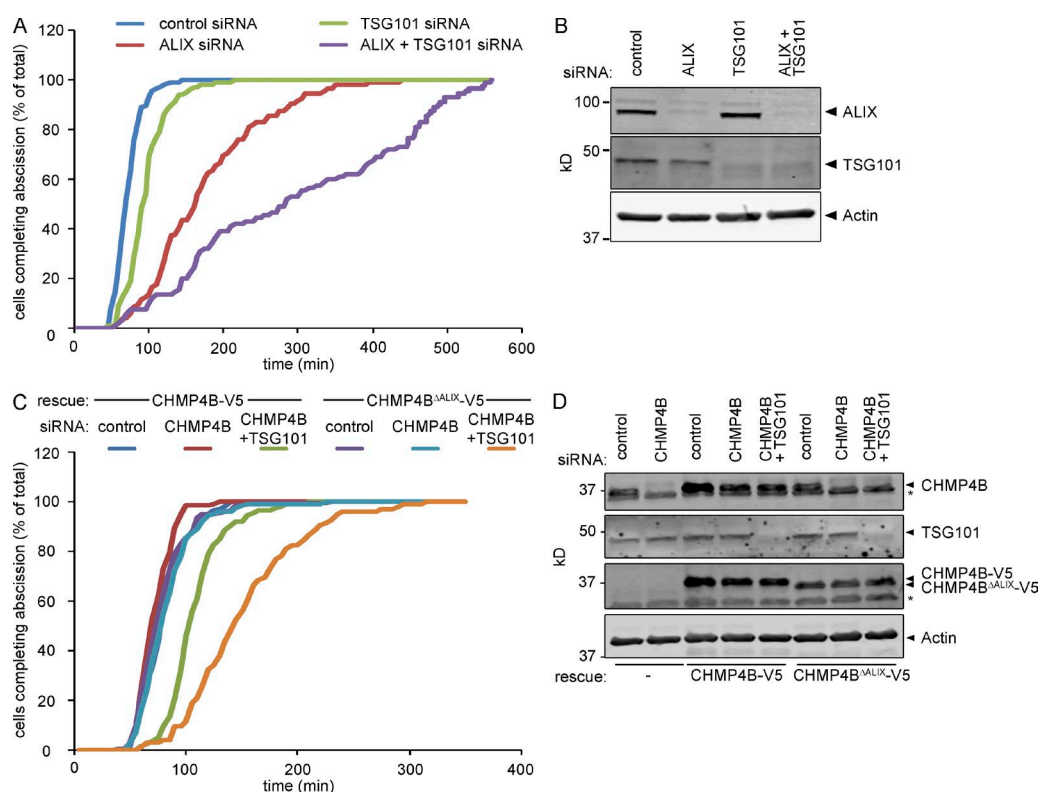 A
control siRNA
TSG101 siRNA
ALIX siRNA
ALIX + TSG101 siRNA
cells completing abscission (% of total)
120
100
80
60
40
20
0
0 100 200 300 400 500 600
time (min)
B
siRNA: control ALIX TSG101 ALIX + TSG101
100
ALIX
50
TSG101
kD
Actin
37
C
rescue: CHMP4B-V5 CHMP4BΔALIX-V5
siRNA: control CHMP4B CHMP4B +TSG101 control CHMP4B CHMP4B +TSG101
cells completing abscission (% of total)
120
100
80
60
40
20
0
0 100 200 300 400
time (min)
D
siRNA: control CHMP4B control CHMP4B CHMP4B +TSG101 control CHMP4B CHMP4B +TSG101
37
CHMP4B
*
50
TSG101
kD
37
CHMP4B-V5
CHMP4BΔALIX-V5
*
Actin
37
rescue: - CHMP4B-V5 CHMP4BΔALIX-V5